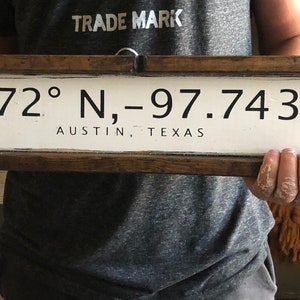 TRADE MARK
72° N,-97.743
AUSTIN, TEXAS